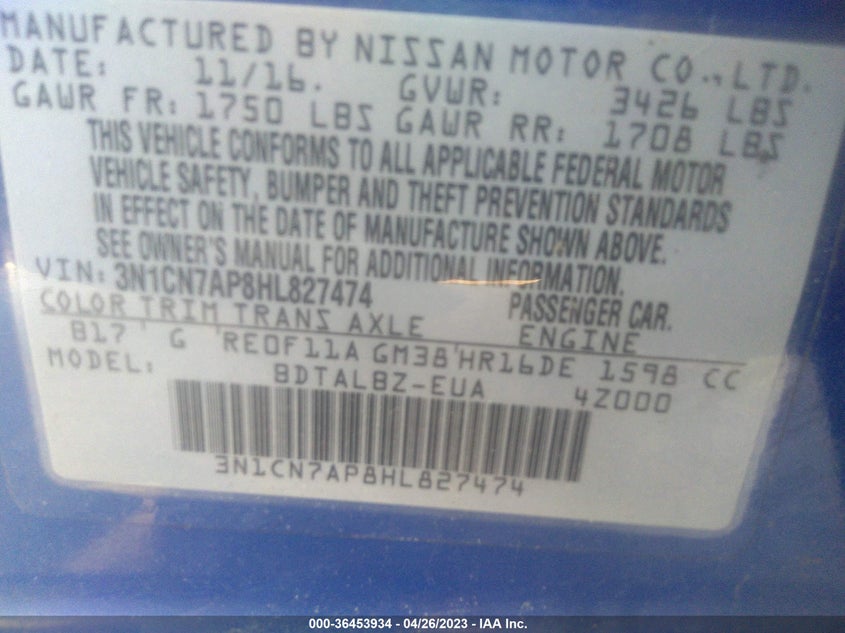 MANUFACTURED BY NISSAN MOTOR CO., LTD.
DATE: 11/16. GVWR: 3426 LBS
GAWR FR: 1750 LBS GAWR RR: 1708 LBS
THIS VEHICLE CONFORMS TO ALL APPLICABLE FEDERAL MOTOR
VEHICLE SAFETY, BUMPER AND THEFT PREVENTION STANDARDS
IN EFFECT ON THE DATE OF MANUFACTURE SHOWN ABOVE.
SEE OWNER'S MANUAL FOR ADDITIONAL INFORMATION.
VIN: 3N1CN7AP8HL827474 PASSENGER CAR.
COLOR TRIM TRANS AXLE ENGINE
B17 G RE0F11A GM38 HR16DE 1598 CC
MODEL: BDTALBZ-EUA 4Z000
3N1CN7AP8HL827474
000-36453934 - 04/26/2023 - IAA Inc.